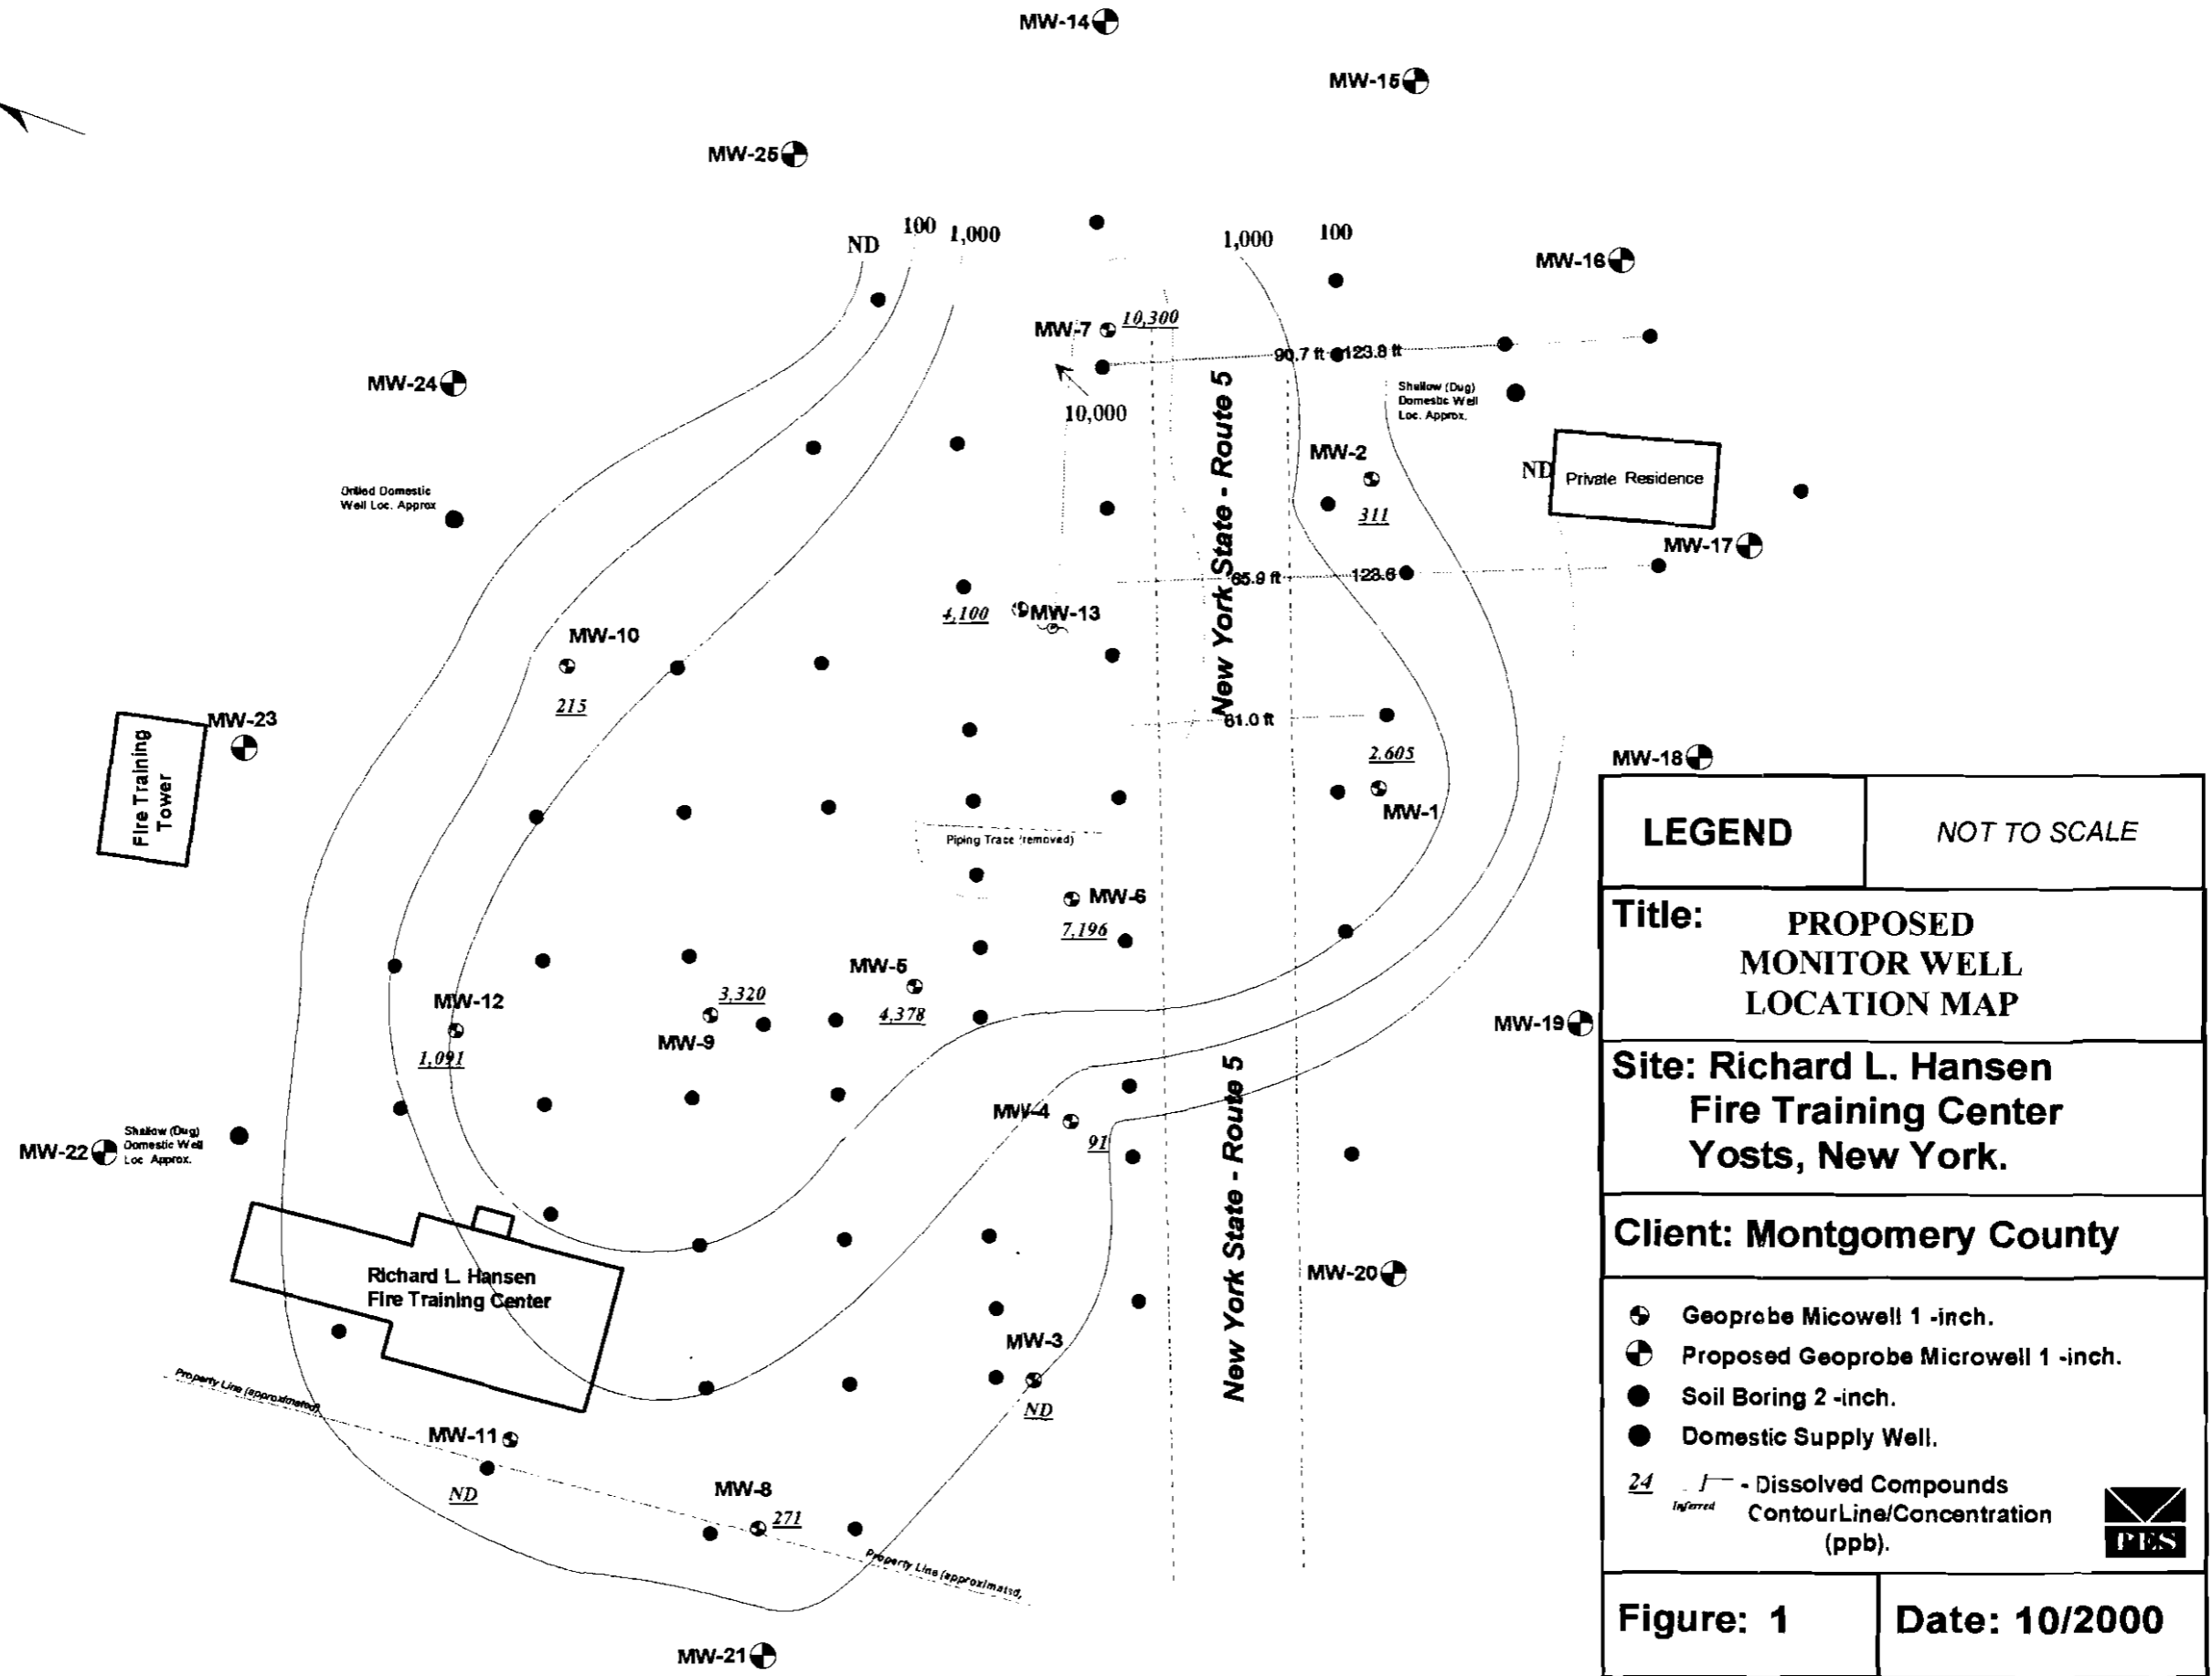 MW-14
MW-15
MW-25
ND
100
1,000
1,000
100
MW-16
MW-7
10,300
90.7 ft
123.8 ft
MW-24
10,000
Shallow (Dug)
Domestic Well
Loc. Approx.
MW-2
311
ND
Private Residence
Drilled Domestic
Well Loc. Approx
New York State - Route 5
MW-17
65.9 ft
123.6
4,100
MW-13
MW-10
215
MW-23
Fire Training
Tower
61.0 ft
2.605
MW-1
MW-18
Piping Trace (removed)
MW-6
7,196
MW-5
4,378
MW-12
1,091
3,320
MW-9
MW-19
MW-4
91
New York State - Route 5
MW-22
Shallow (Dug)
Domestic Well
Loc Approx.
Richard L. Hansen
Fire Training Center
MW-20
MW-3
ND
Property Line (approximated)
MW-11
ND
MW-8
271
Property Line (approximated,
MW-21
LEGEND
NOT TO SCALE
Title: PROPOSED
MONITOR WELL
LOCATION MAP
Site: Richard L. Hansen
Fire Training Center
Yosts, New York.
Client: Montgomery County
Geoprobe Micowell 1 -inch.
Proposed Geoprobe Microwell 1 -inch.
Soil Boring 2 -inch.
Domestic Supply Well.
24 - Dissolved Compounds
Inferred ContourLine/Concentration
(ppb).
PES
Figure: 1
Date: 10/2000